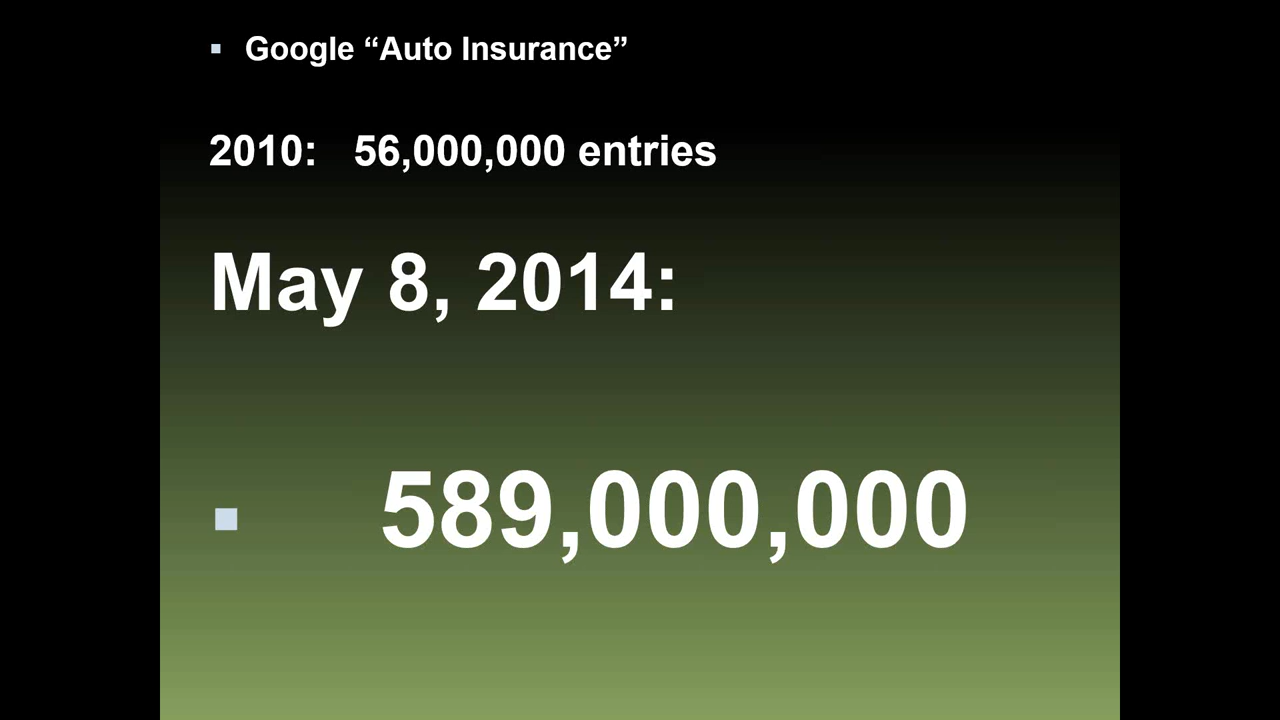 ▪ Google “Auto Insurance”
2010: 56,000,000 entries
May 8, 2014:
▪ 589,000,000